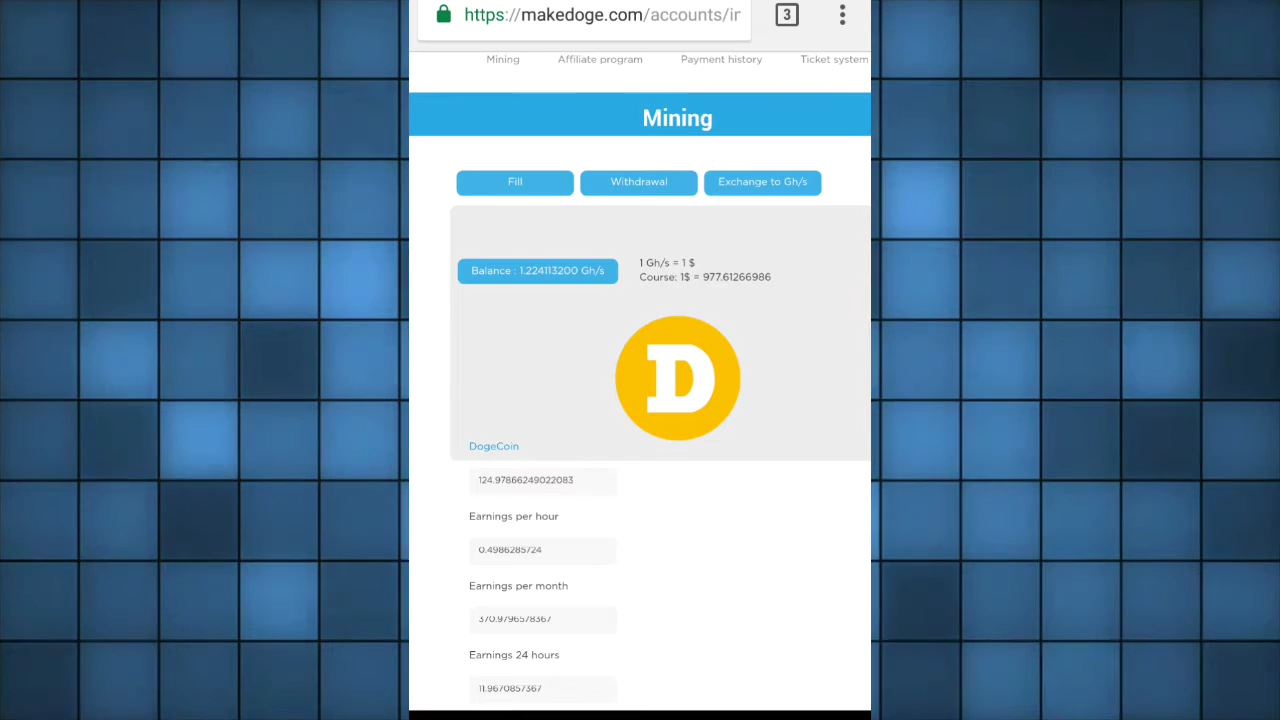 https://makedoge.com/accounts/ir
3
Mining Affiliate program Payment history Ticket system
Mining
Fill Withdrawal Exchange to Gh/s
Balance : 1.224113200 Gh/s
1 Gh/s = 1 $
Course: 1$ = 977.61266986
D
DogeCoin
124.97866249022083
Earnings per hour
0.4986285724
Earnings per month
370.9796578367
Earnings 24 hours
11.9670857367